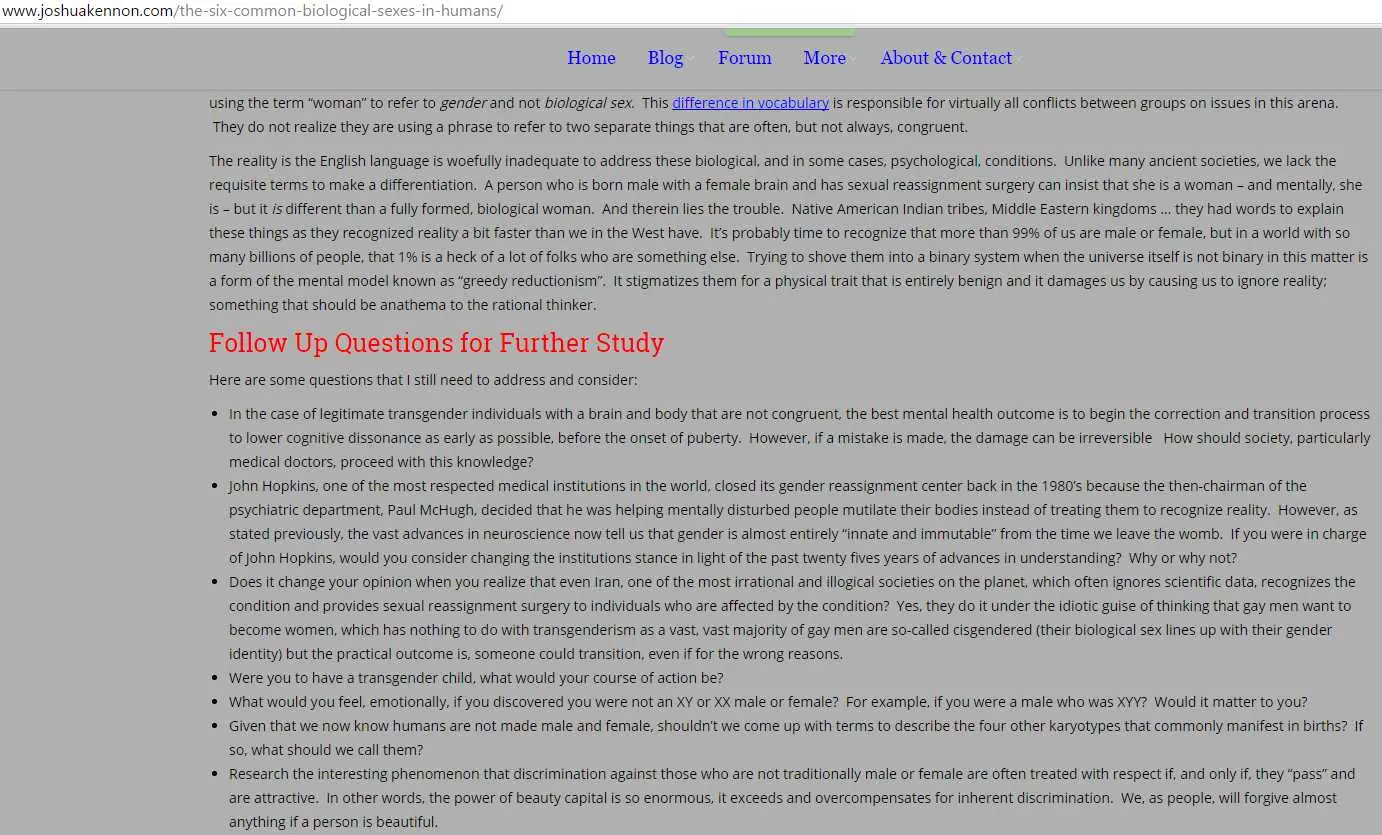 www.joshuakennon.com/the-six-common-biological-sexes-in-humans/
Home Blog Forum More About & Contact
using the term “woman” to refer to gender and not biological sex. This difference in vocabulary is responsible for virtually all conflicts between groups on issues in this arena.
They do not realize they are using a phrase to refer to two separate things that are often, but not always, congruent.
The reality is the English language is woefully inadequate to address these biological, and in some cases, psychological, conditions. Unlike many ancient societies, we lack the
requisite terms to make a differentiation. A person who is born male with a female brain and has sexual reassignment surgery can insist that she is a woman – and mentally, she
is – but it is different than a fully formed, biological woman. And therein lies the trouble. Native American Indian tribes, Middle Eastern kingdoms … they had words to explain
these things as they recognized reality a bit faster than we in the West have. It’s probably time to recognize that more than 99% of us are male or female, but in a world with so
many billions of people, that 1% is a heck of a lot of folks who are something else. Trying to shove them into a binary system when the universe itself is not binary in this matter is
a form of the mental model known as “greedy reductionism”. It stigmatizes them for a physical trait that is entirely benign and it damages us by causing us to ignore reality;
something that should be anathema to the rational thinker.
Follow Up Questions for Further Study
Here are some questions that I still need to address and consider:
• In the case of legitimate transgender individuals with a brain and body that are not congruent, the best mental health outcome is to begin the correction and transition process
to lower cognitive dissonance as early as possible, before the onset of puberty. However, if a mistake is made, the damage can be irreversible How should society, particularly
medical doctors, proceed with this knowledge?
• John Hopkins, one of the most respected medical institutions in the world, closed its gender reassignment center back in the 1980’s because the then-chairman of the
psychiatric department, Paul McHugh, decided that he was helping mentally disturbed people mutilate their bodies instead of treating them to recognize reality. However, as
stated previously, the vast advances in neuroscience now tell us that gender is almost entirely “innate and immutable” from the time we leave the womb. If you were in charge
of John Hopkins, would you consider changing the institutions stance in light of the past twenty fives years of advances in understanding? Why or why not?
• Does it change your opinion when you realize that even Iran, one of the most irrational and illogical societies on the planet, which often ignores scientific data, recognizes the
condition and provides sexual reassignment surgery to individuals who are affected by the condition? Yes, they do it under the idiotic guise of thinking that gay men want to
become women, which has nothing to do with transgenderism as a vast, vast majority of gay men are so-called cisgendered (their biological sex lines up with their gender
identity) but the practical outcome is, someone could transition, even if for the wrong reasons.
• Were you to have a transgender child, what would your course of action be?
• What would you feel, emotionally, if you discovered you were not an XY or XX male or female? For example, if you were a male who was XYY? Would it matter to you?
• Given that we now know humans are not made male and female, shouldn’t we come up with terms to describe the four other karyotypes that commonly manifest in births? If
so, what should we call them?
• Research the interesting phenomenon that discrimination against those who are not traditionally male or female are often treated with respect if, and only if, they “pass” and
are attractive. In other words, the power of beauty capital is so enormous, it exceeds and overcompensates for inherent discrimination. We, as people, will forgive almost
anything if a person is beautiful.